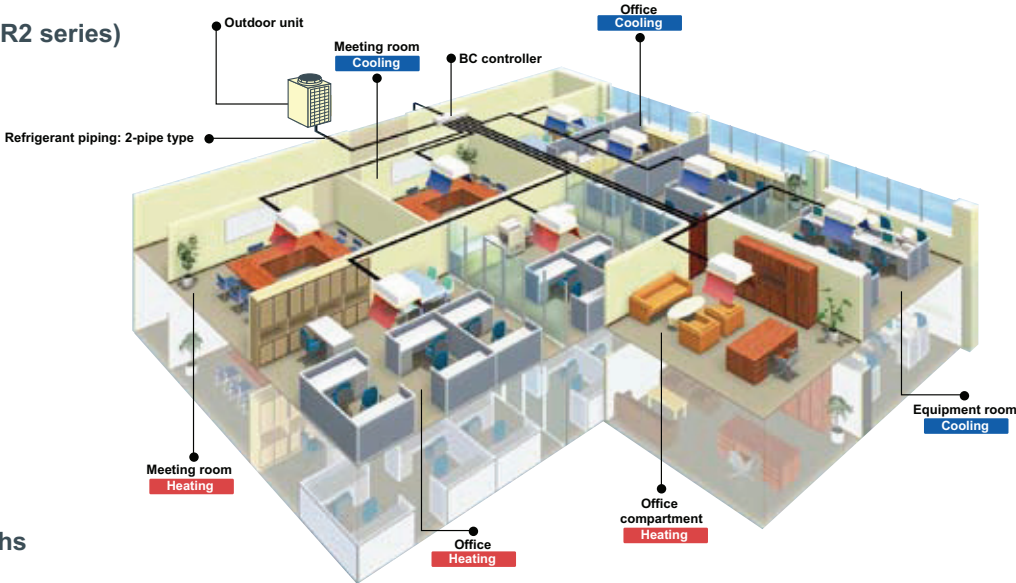 R2 series)
Outdoor unit
Office
Cooling
Meeting room
Cooling
BC controller
Refrigerant piping: 2-pipe type
Equipment room
Cooling
Meeting room
Heating
Office
compartment
Heating
Office
Heating
hs